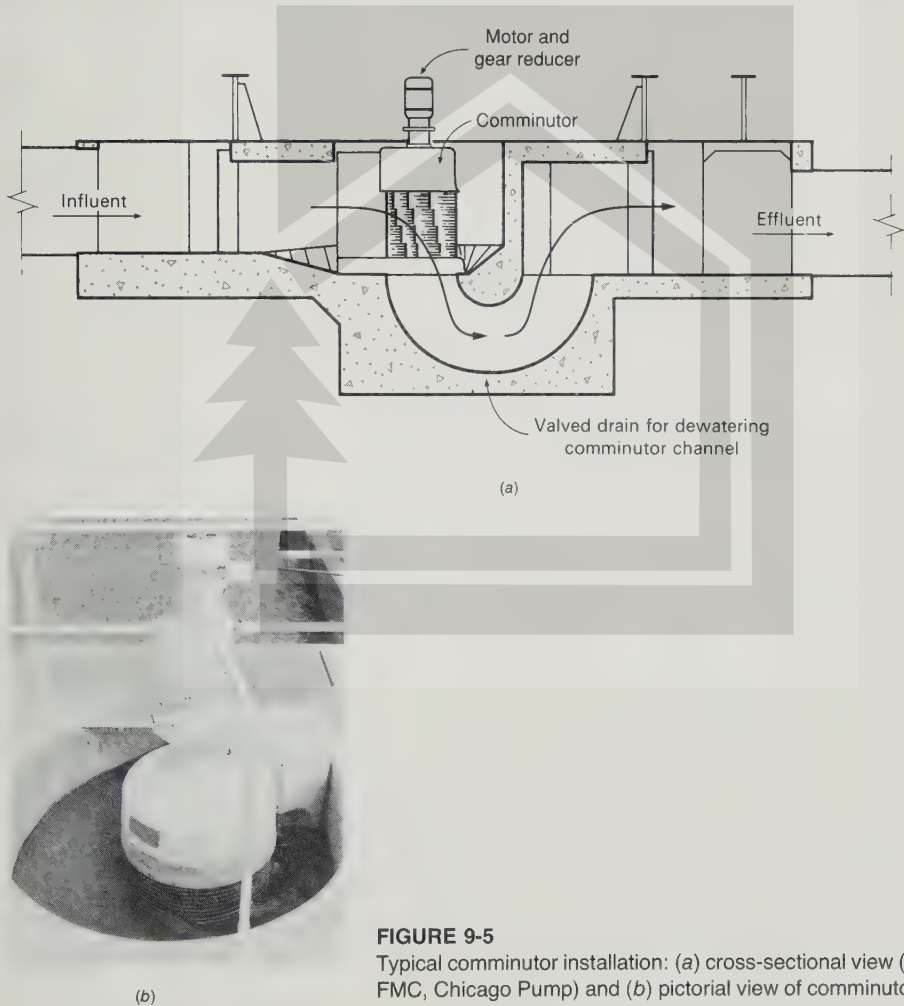 Motor and
gear reducer
Comminutor
Influent
Effluent
Valved drain for dewatering
comminutor channel
(a)
(b)
FIGURE 9-5
Typical comminutor installation: (a) cross-sectional view (
FMC, Chicago Pump) and (b) pictorial view of